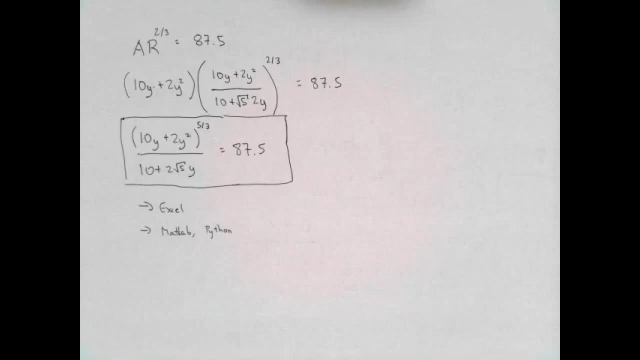 AR^{2/3} = 87.5
(10y + 2y²) ( (10y + 2y²) / (10 + √5 2y) )^{2/3} = 87.5
(10y + 2y²)^{5/3} / (10 + 2√5 y) = 87.5
→ Excel
→ Matlab, Python